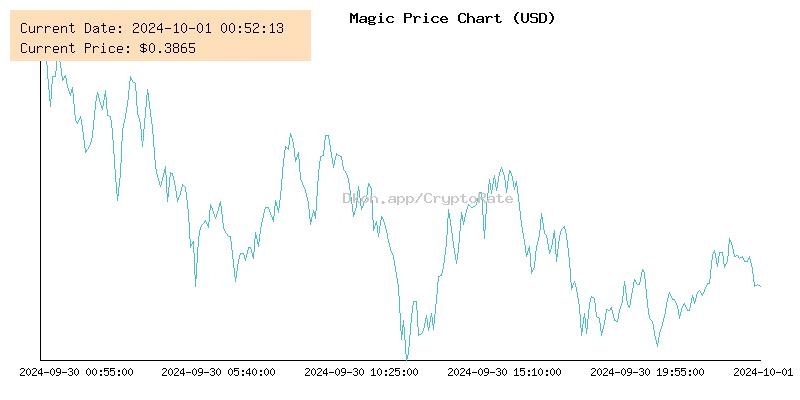 Magic Price Chart (USD)
Current Date: 2024-10-01 00:52:13
Current Price: $0.3865
Dkon.app/CryptoRate
2024-09-30 00:55:00 2024-09-30 05:40:00 2024-09-30 10:25:00 2024-09-30 15:10:00 2024-09-30 19:55:00 2024-10-01